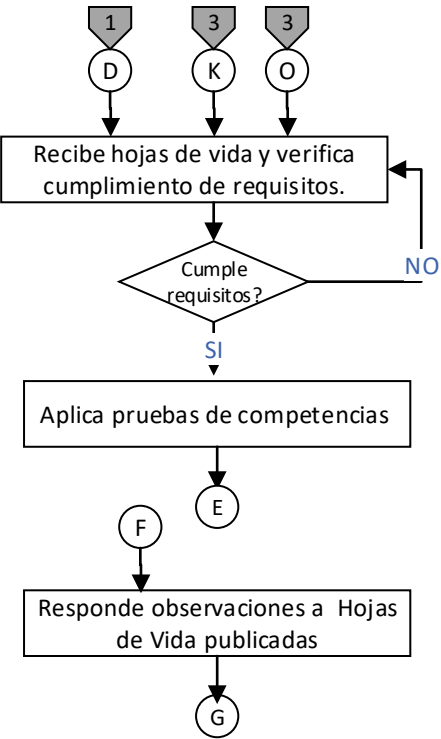 1 3 3
D K O
Recibe hojas de vida y verifica
cumplimiento de requisitos.
Cumple
requisitos?
NO
SI
Aplica pruebas de competencias
E
F
Responde observaciones a Hojas
de Vida publicadas
G